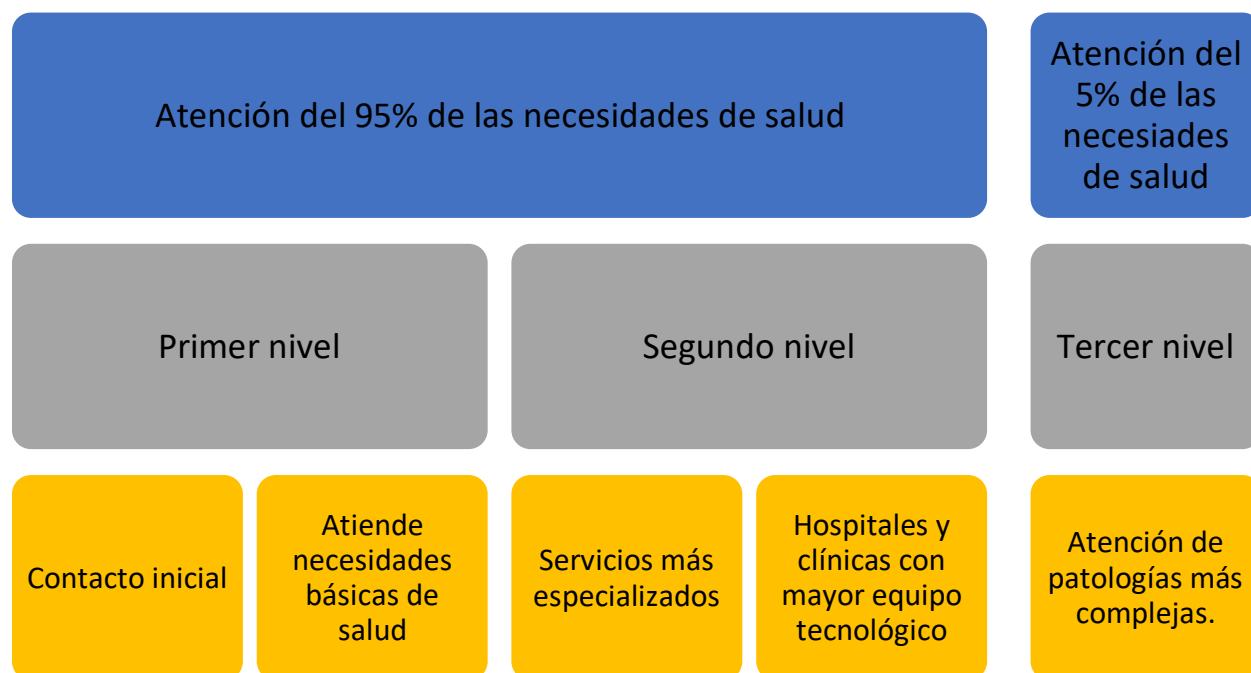 Atención del 95% de las necesidades de salud
Atención del
5% de las
necesiades
de salud
Primer nivel
Segundo nivel
Tercer nivel
Contacto inicial
Atiende
necesidades
básicas de
salud
Servicios más
especializados
Hospitales y
clínicas con
mayor equipo
tecnológico
Atención de
patologías más
complejas.